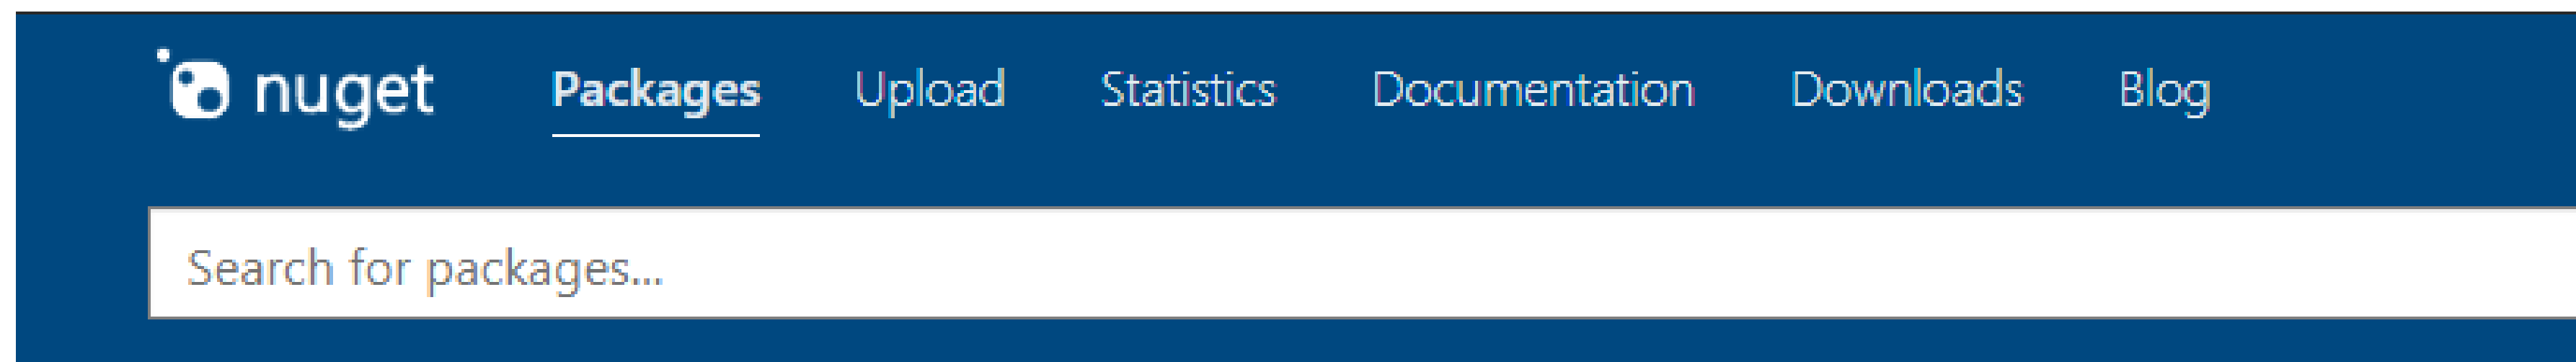 nuget Packages Upload Statistics Documentation Downloads Blog
Search for packages...